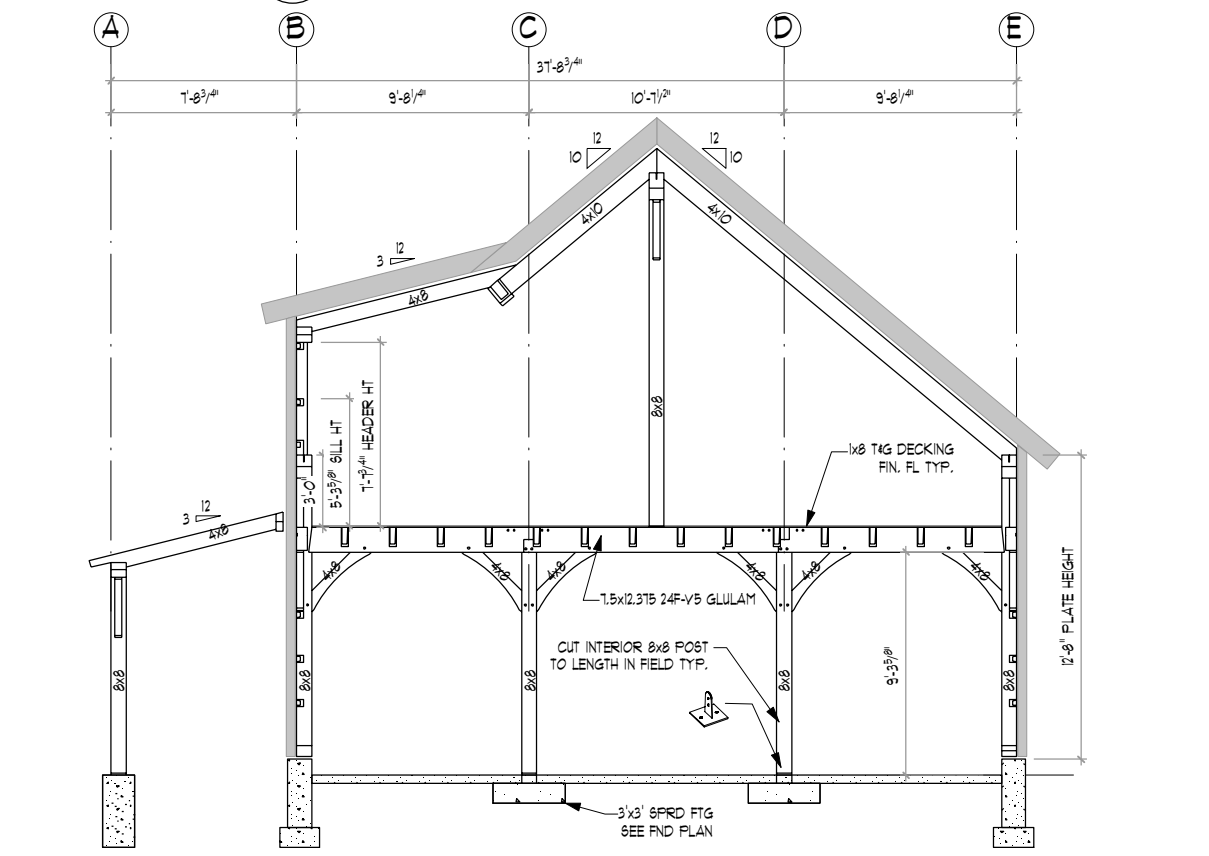 A
B
C
D
E
37'-8 3/4"
7'-8 3/4"
9'-8 1/4"
10'-7 1/2"
9'-8 1/4"
12
10
12
10
4x10
4x10
12
3
4x8
8x8
7'-7 3/4" HEADER HT
5'-3 5/8" SILL HT
3'-0"
1x8 T&G DECKING
FIN. FL TYP.
12
3
4x8
4x8
4x8
4x8
4x8
4x8
4x8
7.5x12.375 24F-V5 GLULAM
CUT INTERIOR 8x8 POST
TO LENGTH IN FIELD TYP.
9'-3 5/8"
12'-8" PLATE HEIGHT
8x8
8x8
8x8
8x8
8x8
3'x3' SPRD FTG
SEE FND PLAN